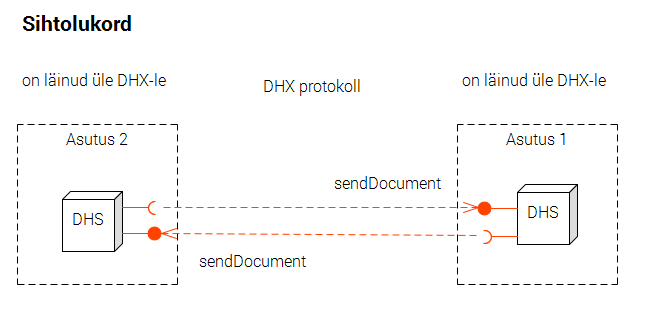 Sihtolukord
on läinud üle DHX-le
DHX protokoll
on läinud üle DHX-le
Asutus 2
Asutus 1
sendDocument
DHS
DHS
sendDocument